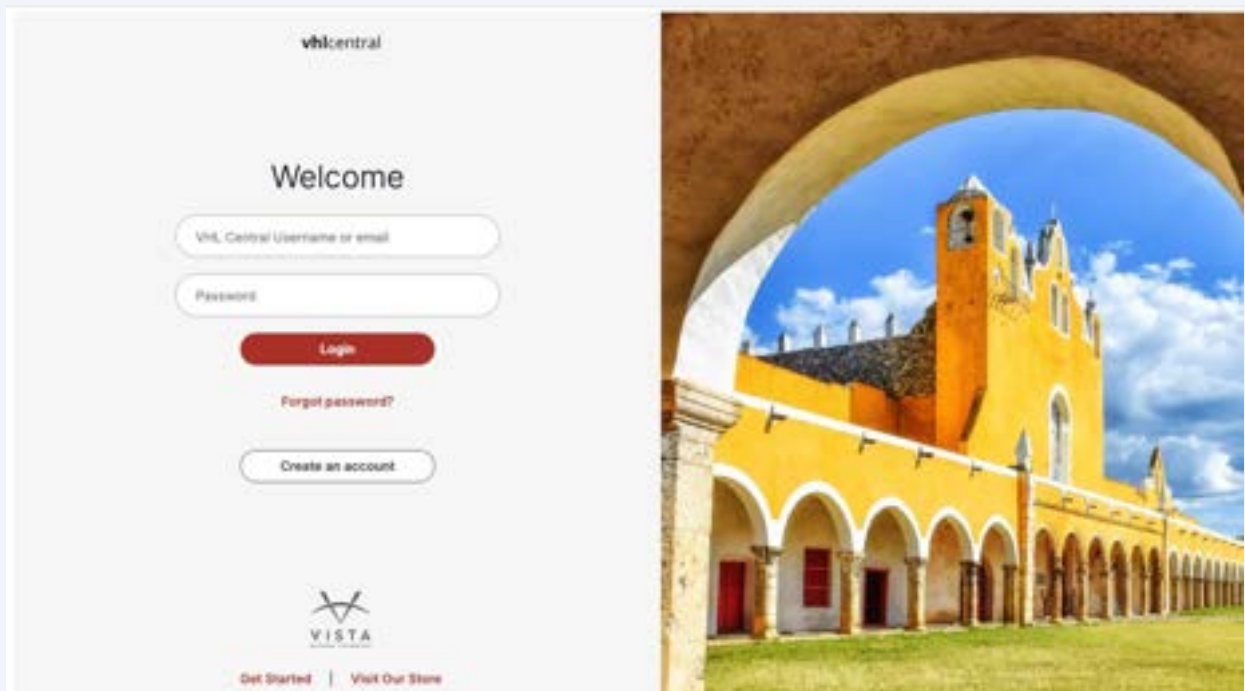 vhlcentral
Welcome
VHL Central Username or email
Password
Login
Forgot password?
Create an account
VISTA
Get Started | Visit Our Store